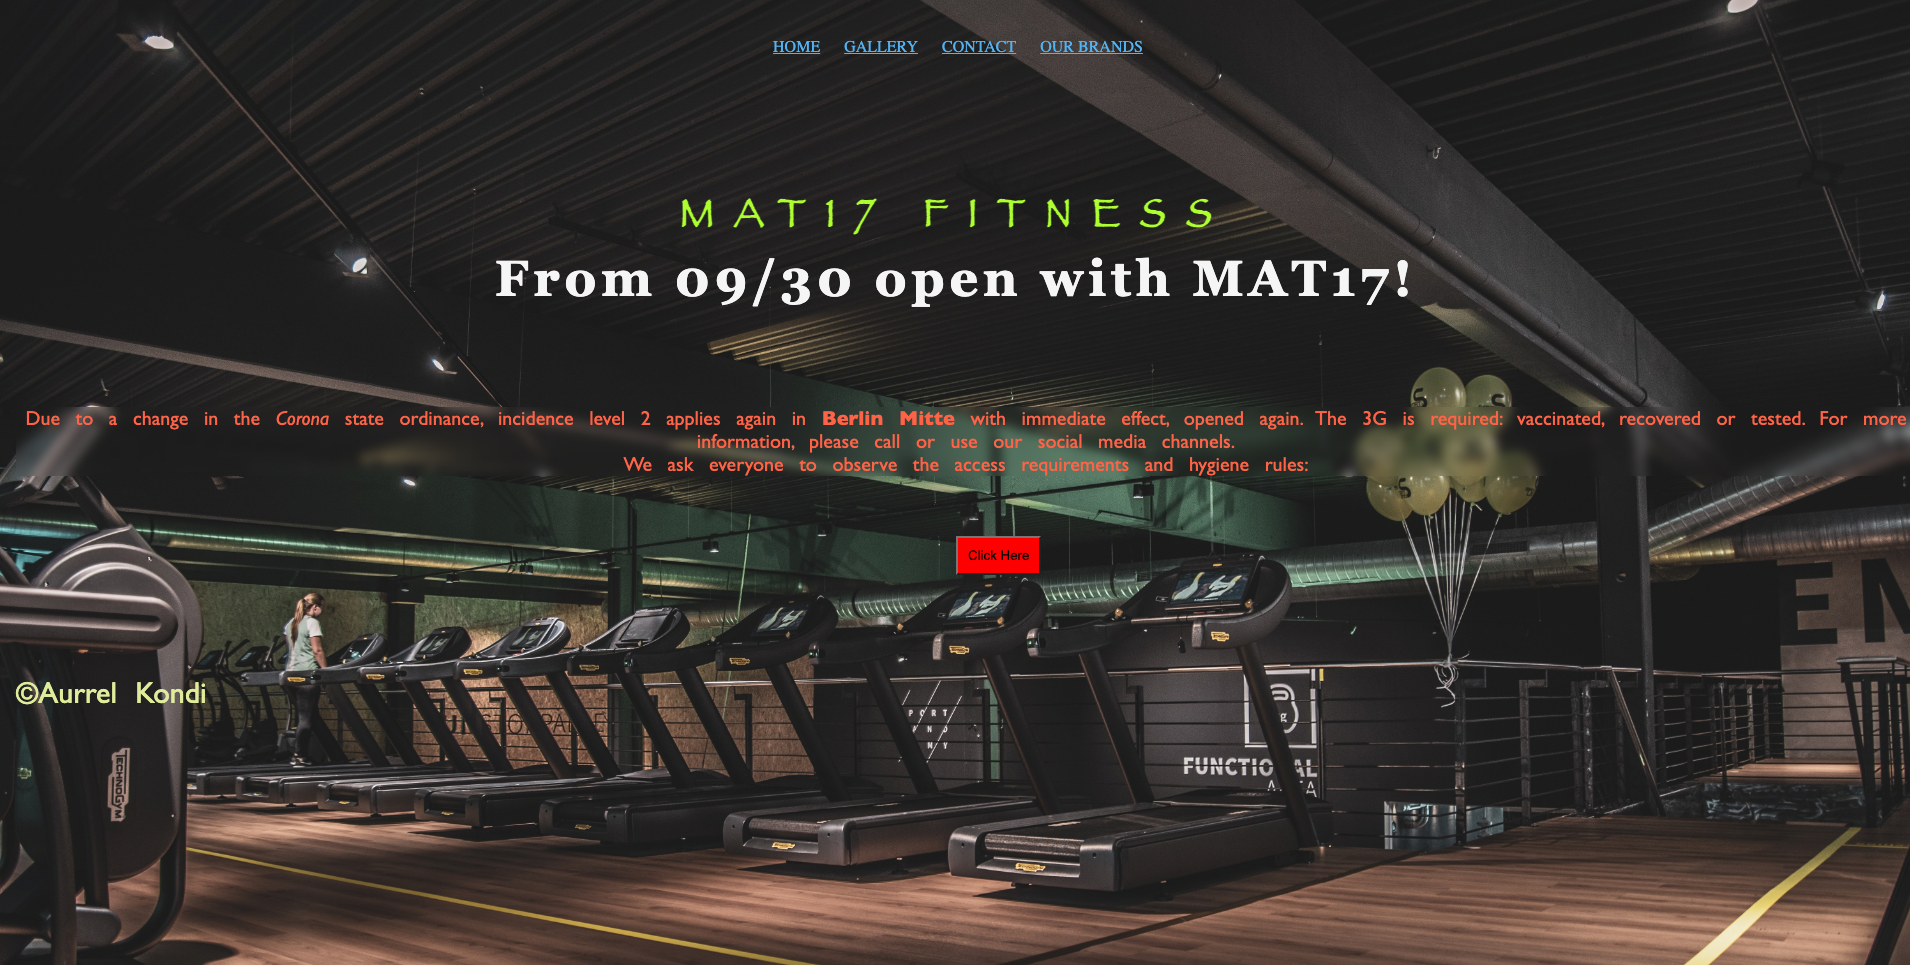 HOME GALLERY CONTACT OUR BRANDS
MAT17 FITNESS
From 09/30 open with MAT17!
Due to a change in the Corona state ordinance, incidence level 2 applies again in Berlin Mitte with immediate effect, opened again. The 3G is required: vaccinated, recovered or tested. For more
information, please call or use our social media channels.
We ask everyone to observe the access requirements and hygiene rules:
Click Here
©Aurrel Kondi
FUNCTIONAL
AREA
TECHNOGYM